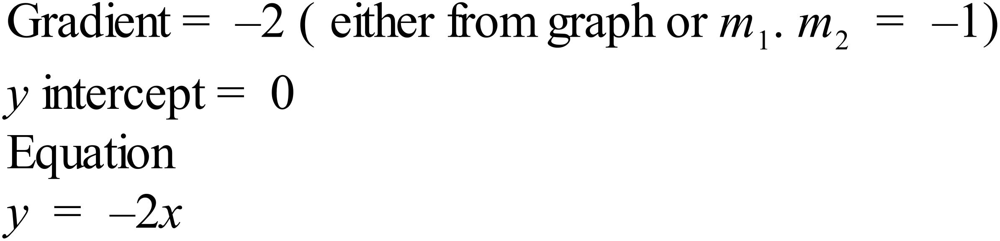 Gradient = −2 ( either from graph or m₁. m₂ = −1)
y intercept = 0
Equation
y = −2x